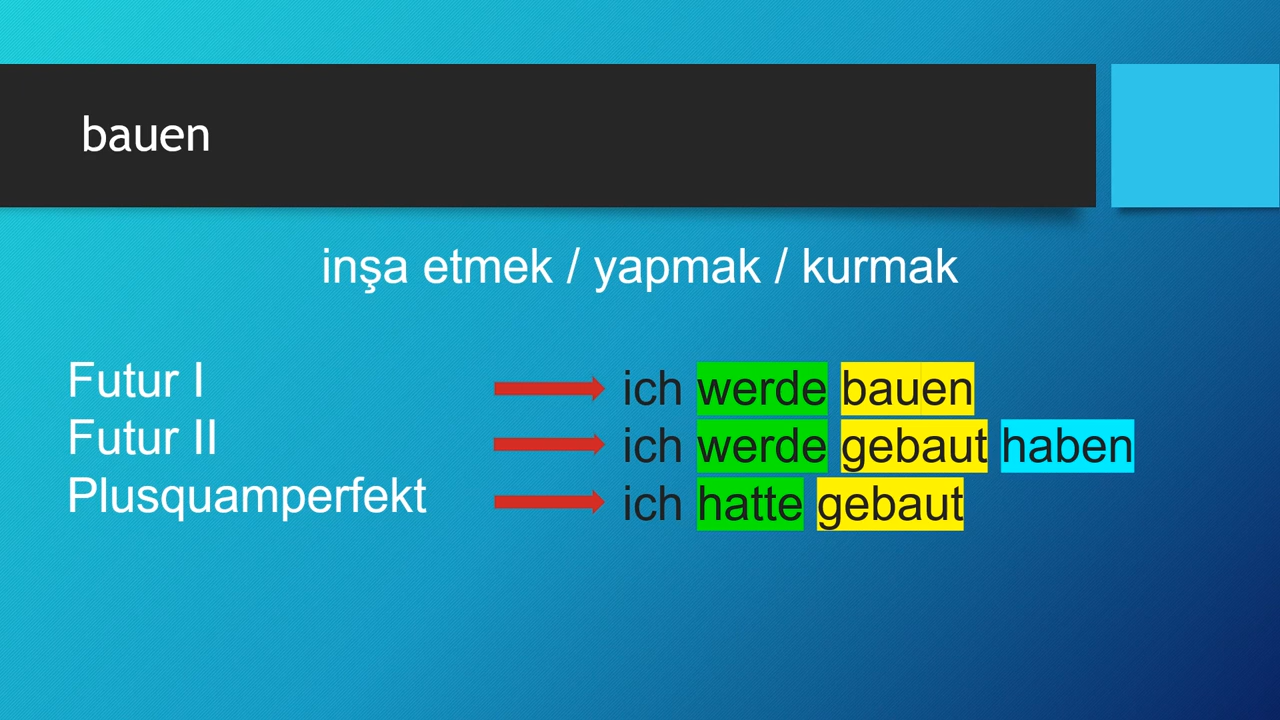 bauen
inşa etmek / yapmak / kurmak
Futur I ich werde bauen
Futur II ich werde gebaut haben
Plusquamperfekt ich hatte gebaut